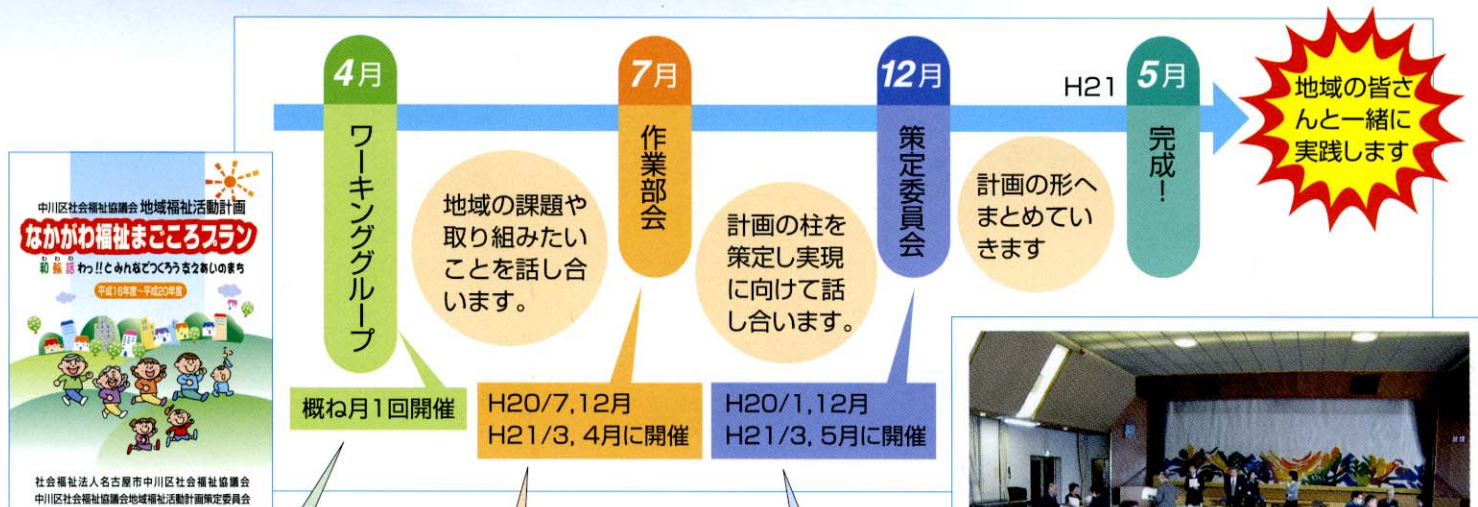 4月
ワーキンググループ
地域の課題や
取り組みたい
ことを話し合
います。
概ね月1回開催
7月
作業部会
H20/7,12月
H21/3, 4月に開催
計画の柱を
策定し実現
に向けて話
し合います。
12月
策定委員会
H20/1,12月
H21/3, 5月に開催
計画の形へ
まとめてい
きます
H21
5月
完成!
地域の皆さ
んと一緒に
実践します
中川区社会福祉協議会 地域福祉活動計画
なかがわ福祉まごころプラン
わ わ わ
和 輪 話 わっ!!とみんなでつくろう支えあいのまち
平成16年度~平成20年度
社会福祉法人名古屋市中川区社会福祉協議会
中川区社会福祉協議会地域福祉活動計画策定委員会